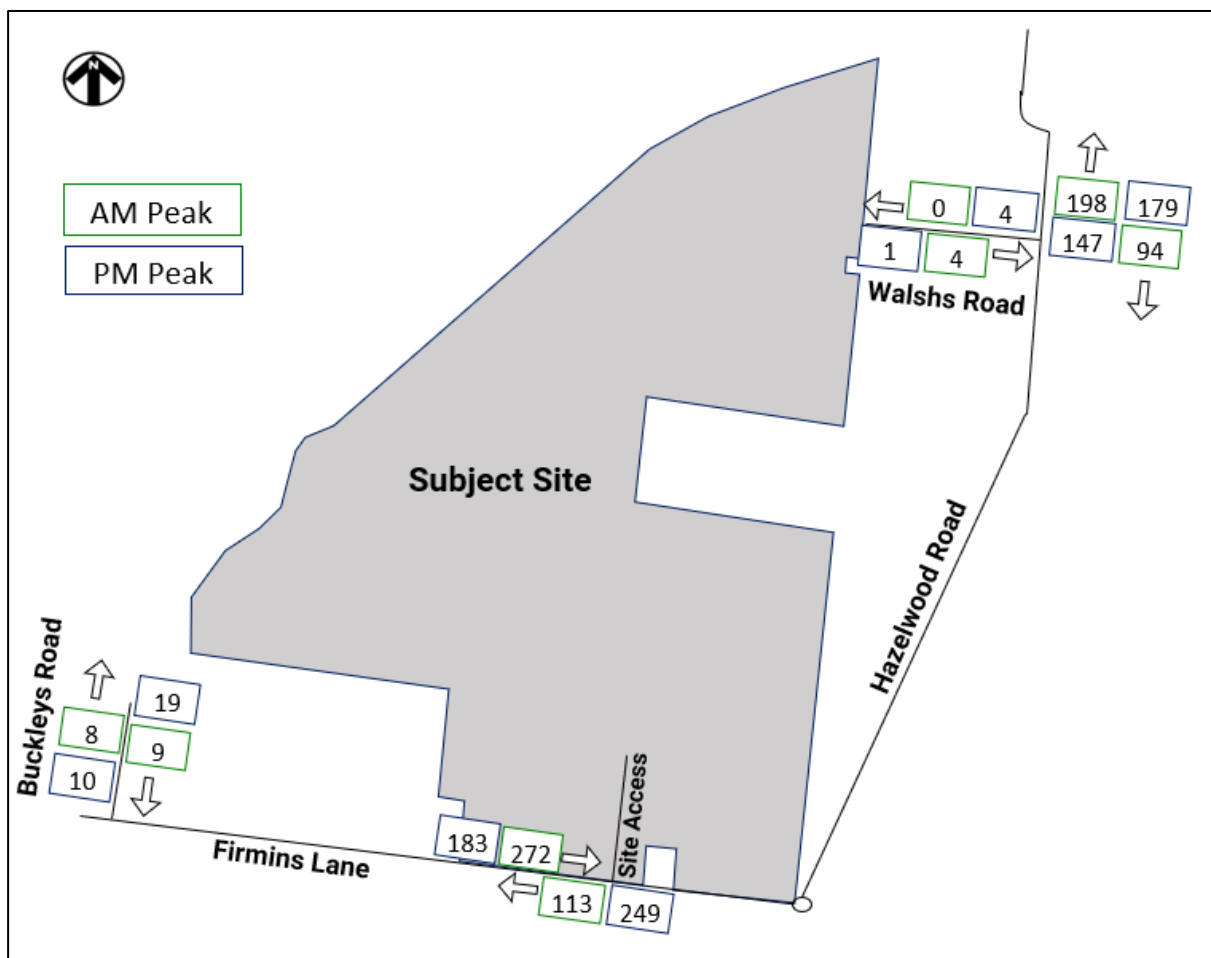 N
AM Peak
PM Peak
198 179
0 4
147 94
1 4
Walshs Road
Subject Site
Hazelwood Road
Buckleys Road
19
8 9
10
Site Access
183 272
Firmins Lane
113 249